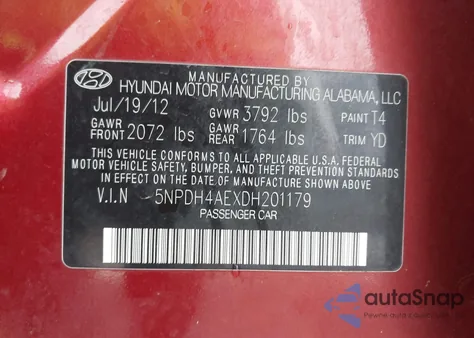 MANUFACTURED BY
HYUNDAI MOTOR MANUFACTURING ALABAMA, LLC
Jul/19/12 GVWR 3792 lbs PAINT T4
GAWR FRONT 2072 lbs GAWR REAR 1764 lbs TRIM YD
THIS VEHICLE CONFORMS TO ALL APPLICABLE U.S.A. FEDERAL
MOTOR VEHICLE SAFETY, BUMPER, AND THEFT PREVENTION
STANDARDS IN EFFECT ON THE DATE OF MANUFACTURE SHOWN ABOVE.
V.I.N - 5NPDH4AEXDH201179
PASSENGER CAR
autoSnap